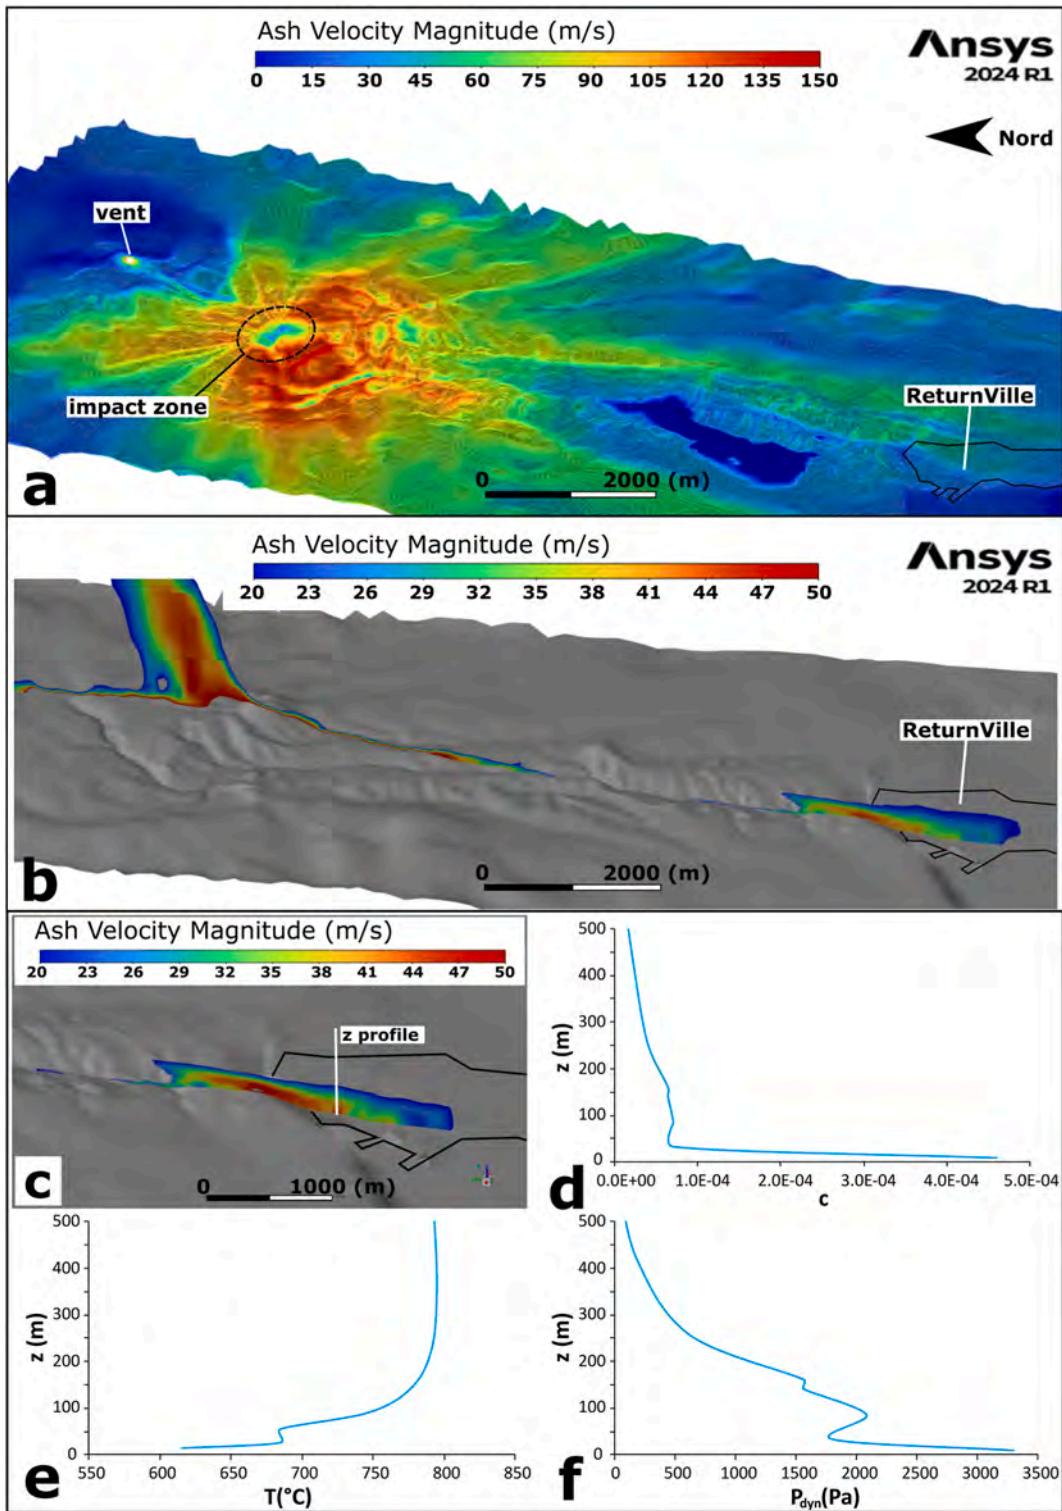 Ash Velocity Magnitude (m/s)
0 15 30 45 60 75 90 105 120 135 150
Ansys
2024 R1
Nord
vent
impact zone
ReturnVille
0 2000 (m)
a
Ash Velocity Magnitude (m/s)
20 23 26 29 32 35 38 41 44 47 50
Ansys
2024 R1
ReturnVille
0 2000 (m)
b
Ash Velocity Magnitude (m/s)
20 23 26 29 32 35 38 41 44 47 50
z profile
0 1000 (m)
c
500
400
300
200
100
0
z (m)
0.0E+00 1.0E-04 2.0E-04 3.0E-04 4.0E-04 5.0E-04
c
d
500
400
300
200
100
0
z (m)
550 600 650 700 750 800 850
T(°C)
e
500
400
300
200
100
0
z (m)
0 500 1000 1500 2000 2500 3000 3500
Pdyn(Pa)
f